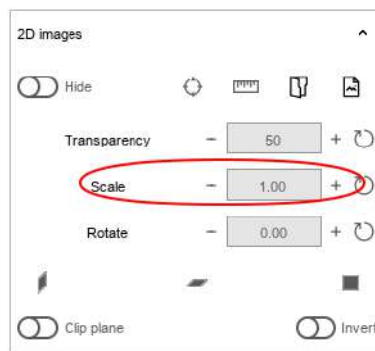 2D images
Hide
Transparency − 50 +
Scale − 1.00 +
Rotate − 0.00 +
Clip plane Invert